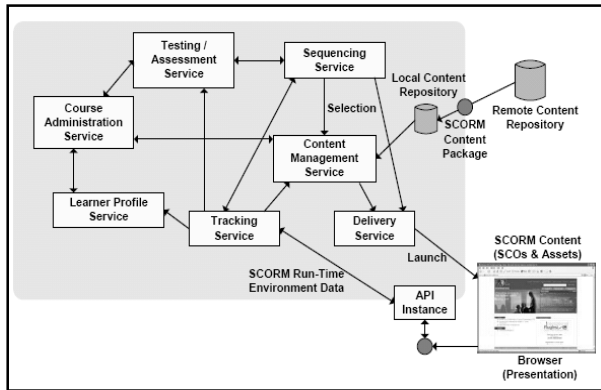 Testing /
Assessment
Service
Sequencing
Service
Local Content
Repository
Remote Content
Repository
Selection
SCORM
Content
Package
Course
Administration
Service
Content
Management
Service
Learner Profile
Service
Tracking
Service
Delivery
Service
SCORM Content
(SCOs & Assets)
Launch
SCORM Run-Time
Environment Data
API
Instance
Browser
(Presentation)